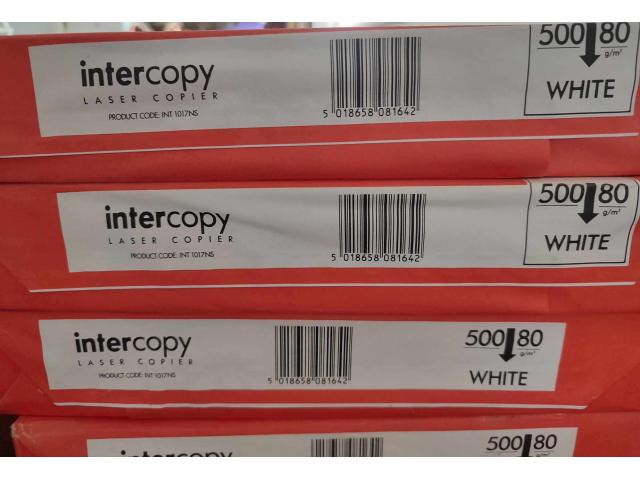 intercopy
LASER COPIER
PRODUCT CODE: INT 1017NS
5 018658 081642
500 80
g/m²
WHITE
intercopy
LASER COPIER
PRODUCT CODE: INT 1017NS
5 018658 081642
500 80
g/m²
WHITE
intercopy
LASER COPIER
PRODUCT CODE: INT 1017NS
5 018658 081642
500 80
g/m²
WHITE
intercopy
500 80
g/m²